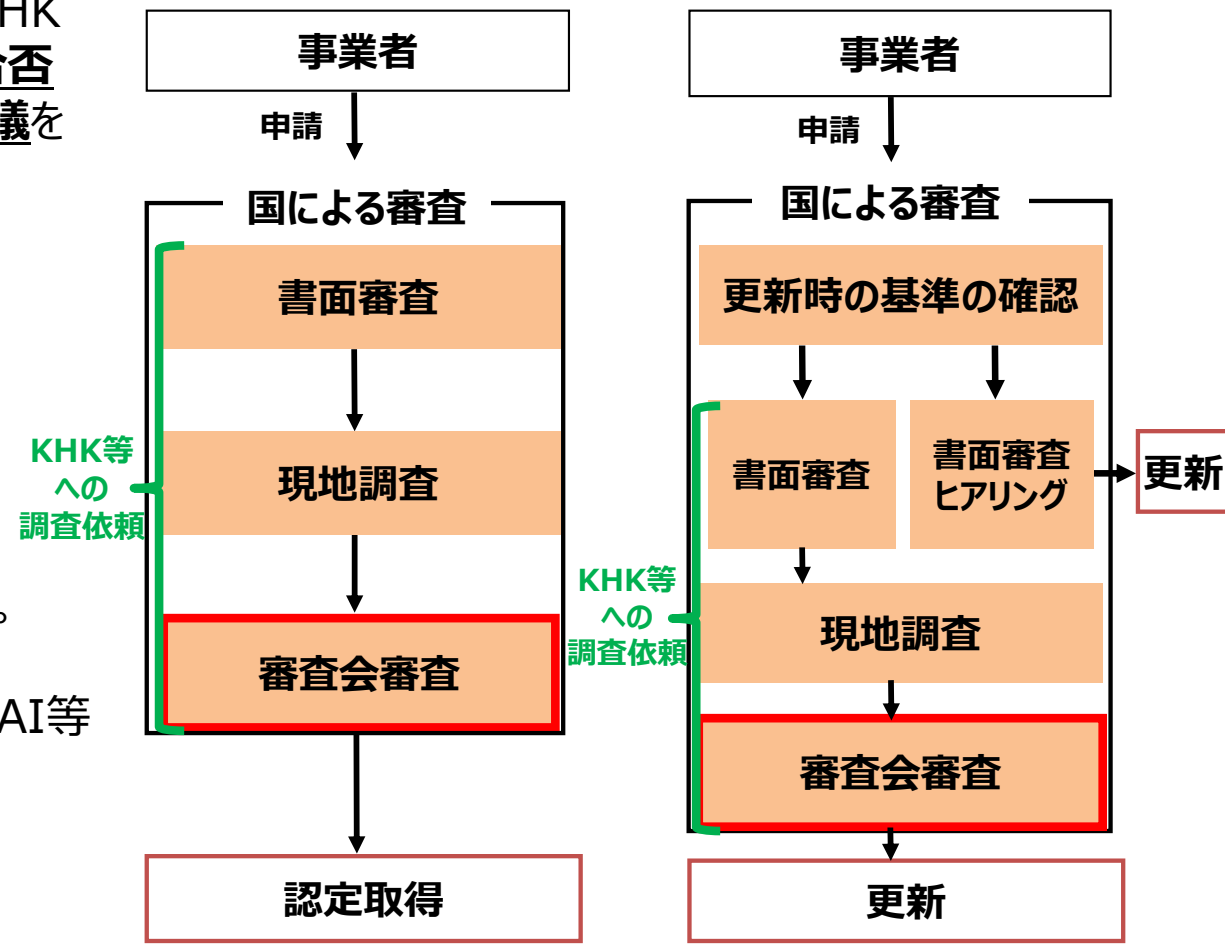 HK
合否
議を
。
AI等
事業者
申請
国による審査
書面審査
現地調査
審査会審査
KHK等
への
調査依頼
認定取得
事業者
申請
国による審査
更新時の基準の確認
書面審査
書面審査
ヒアリング
更新
現地調査
審査会審査
KHK等
への
調査依頼
更新